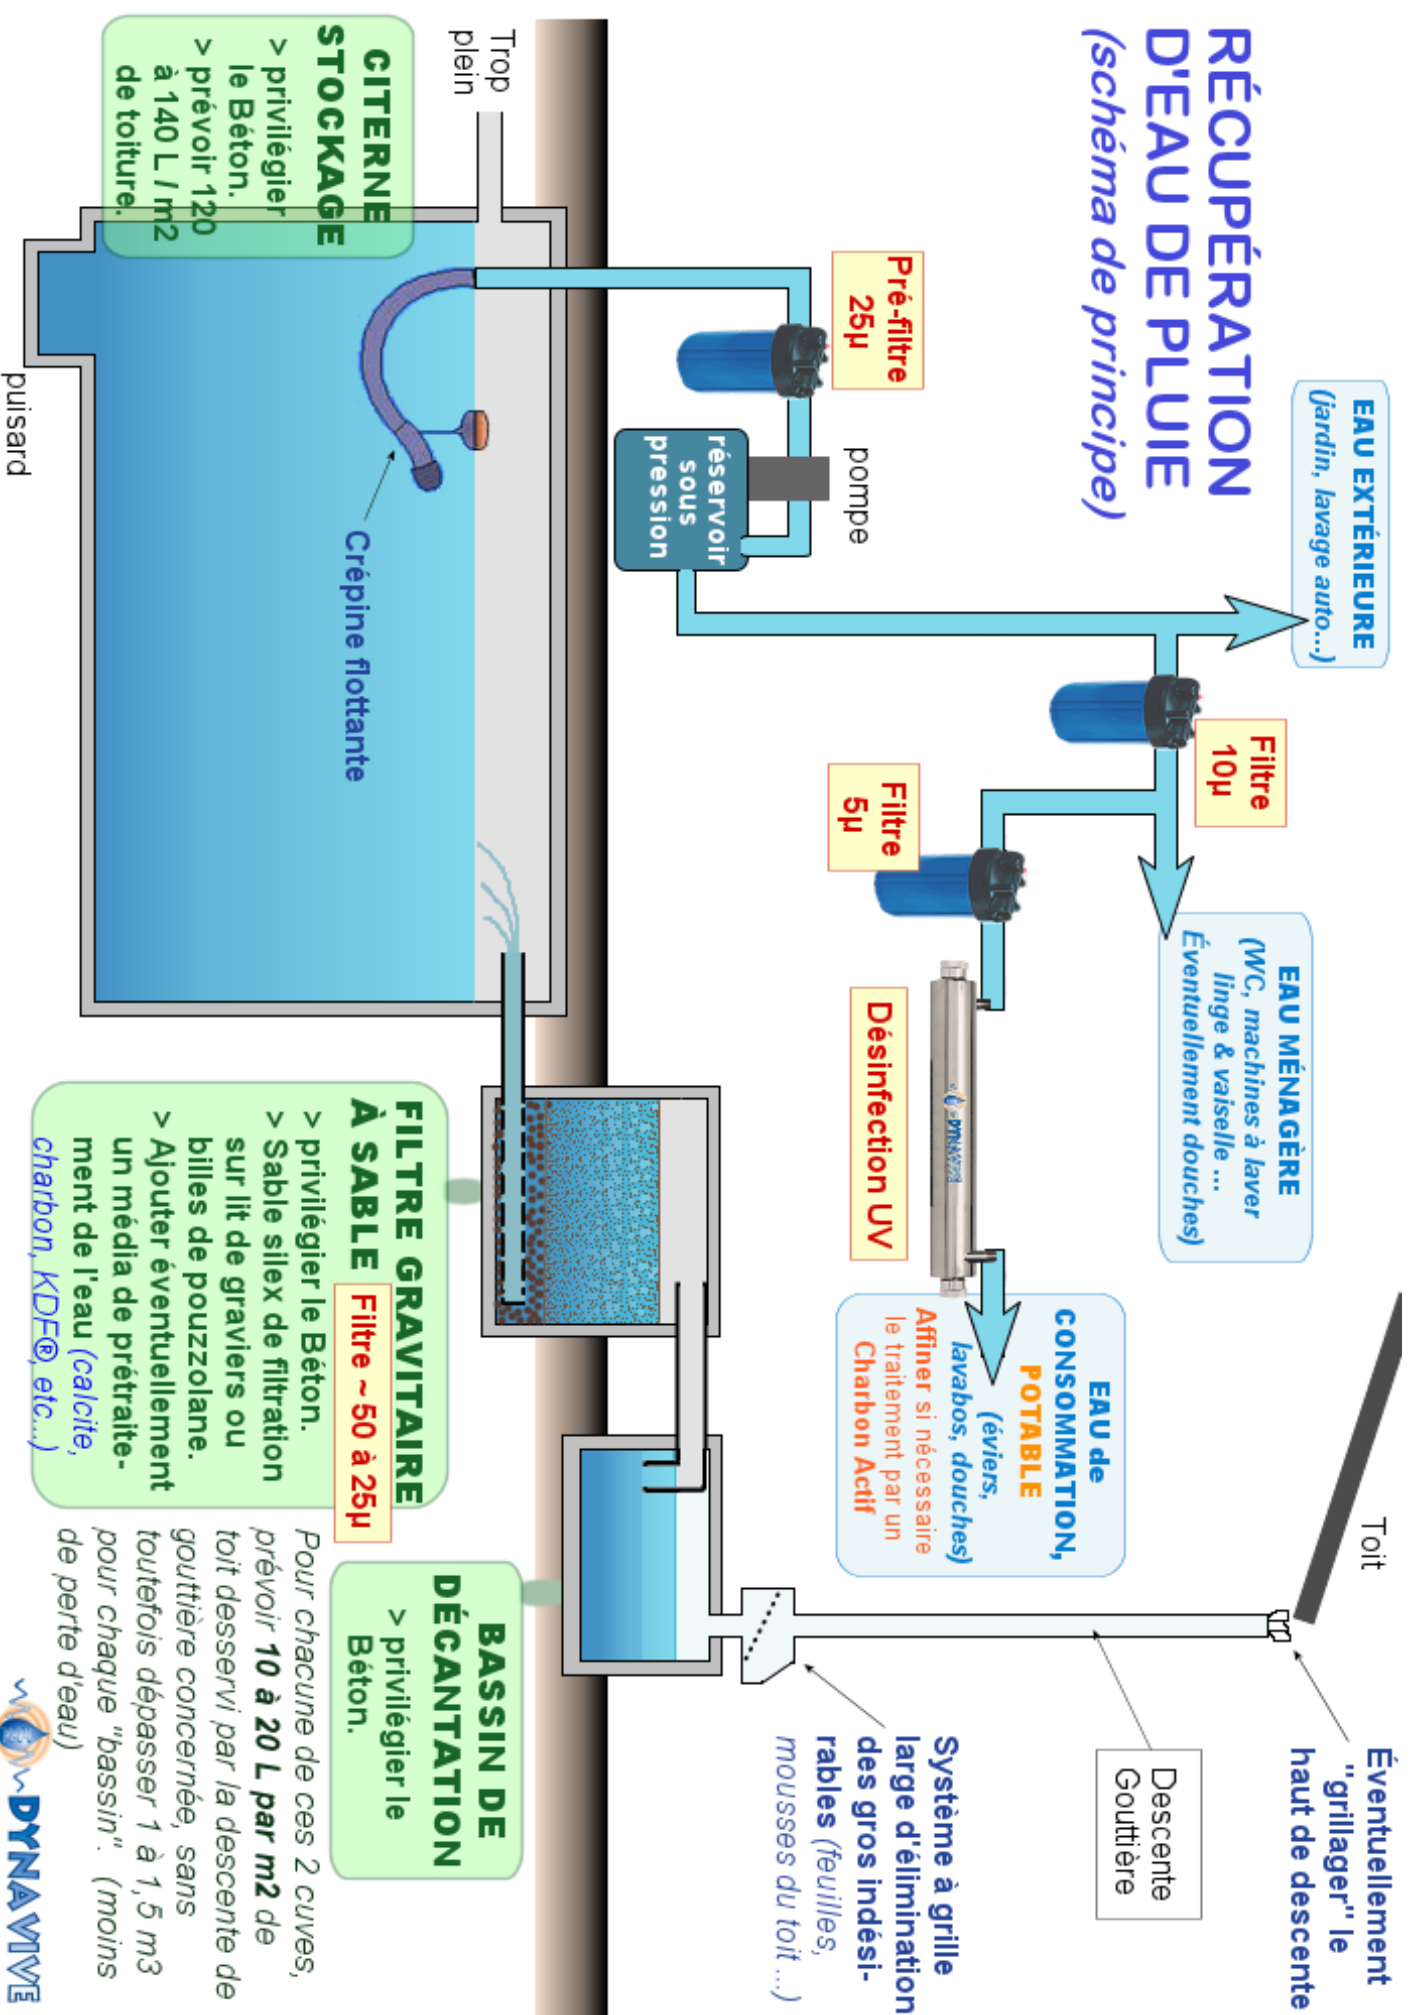 RÉCUPÉRATION
D'EAU DE PLUIE
(schéma de principe)
EAU EXTÉRIEURE
(jardin, lavage auto...)
Filtre
10µ
EAU MÉNAGÈRE
(WC, machines à laver
linge & vaiselle ...
Éventuellement douches)
Toit
Éventuellement
"grillager" le
haut de descente
Descente
Gouttière
Système à grille
large d'élimination
des gros indési-
rables (feuilles,
mousses du toit ...)
Pré-filtre
25µ
pompe
réservoir
sous
pression
Filtre
5µ
Désinfection UV
DYNAVIVE
EAU de
CONSOMMATION,
POTABLE
(éviers,
lavabos, douches)
Affiner si nécessaire
le traitement par un
Charbon Actif
Trop
plein
CITERNE
STOCKAGE
> privilégier
le Béton.
> prévoir 120
à 140 L / m2
de toiture.
Crépine flottante
puisard
FILTRE GRAVITAIRE
À SABLE
Filtre ~ 50 à 25µ
> privilégier le Béton.
> Sable silex de filtration
sur lit de graviers ou
billes de pouzzolane.
> Ajouter éventuellement
un média de prétraite-
ment de l'eau (calcite,
charbon, KDF®, etc...)
BASSIN DE
DÉCANTATION
> privilégier le
Béton.
Pour chacune de ces 2 cuves,
prévoir 10 à 20 L par m2 de
toit desservi par la descente de
gouttière concernée, sans
toutefois dépasser 1 à 1,5 m3
pour chaque "bassin". (moins
de perte d'eau)
DYNAVIVE